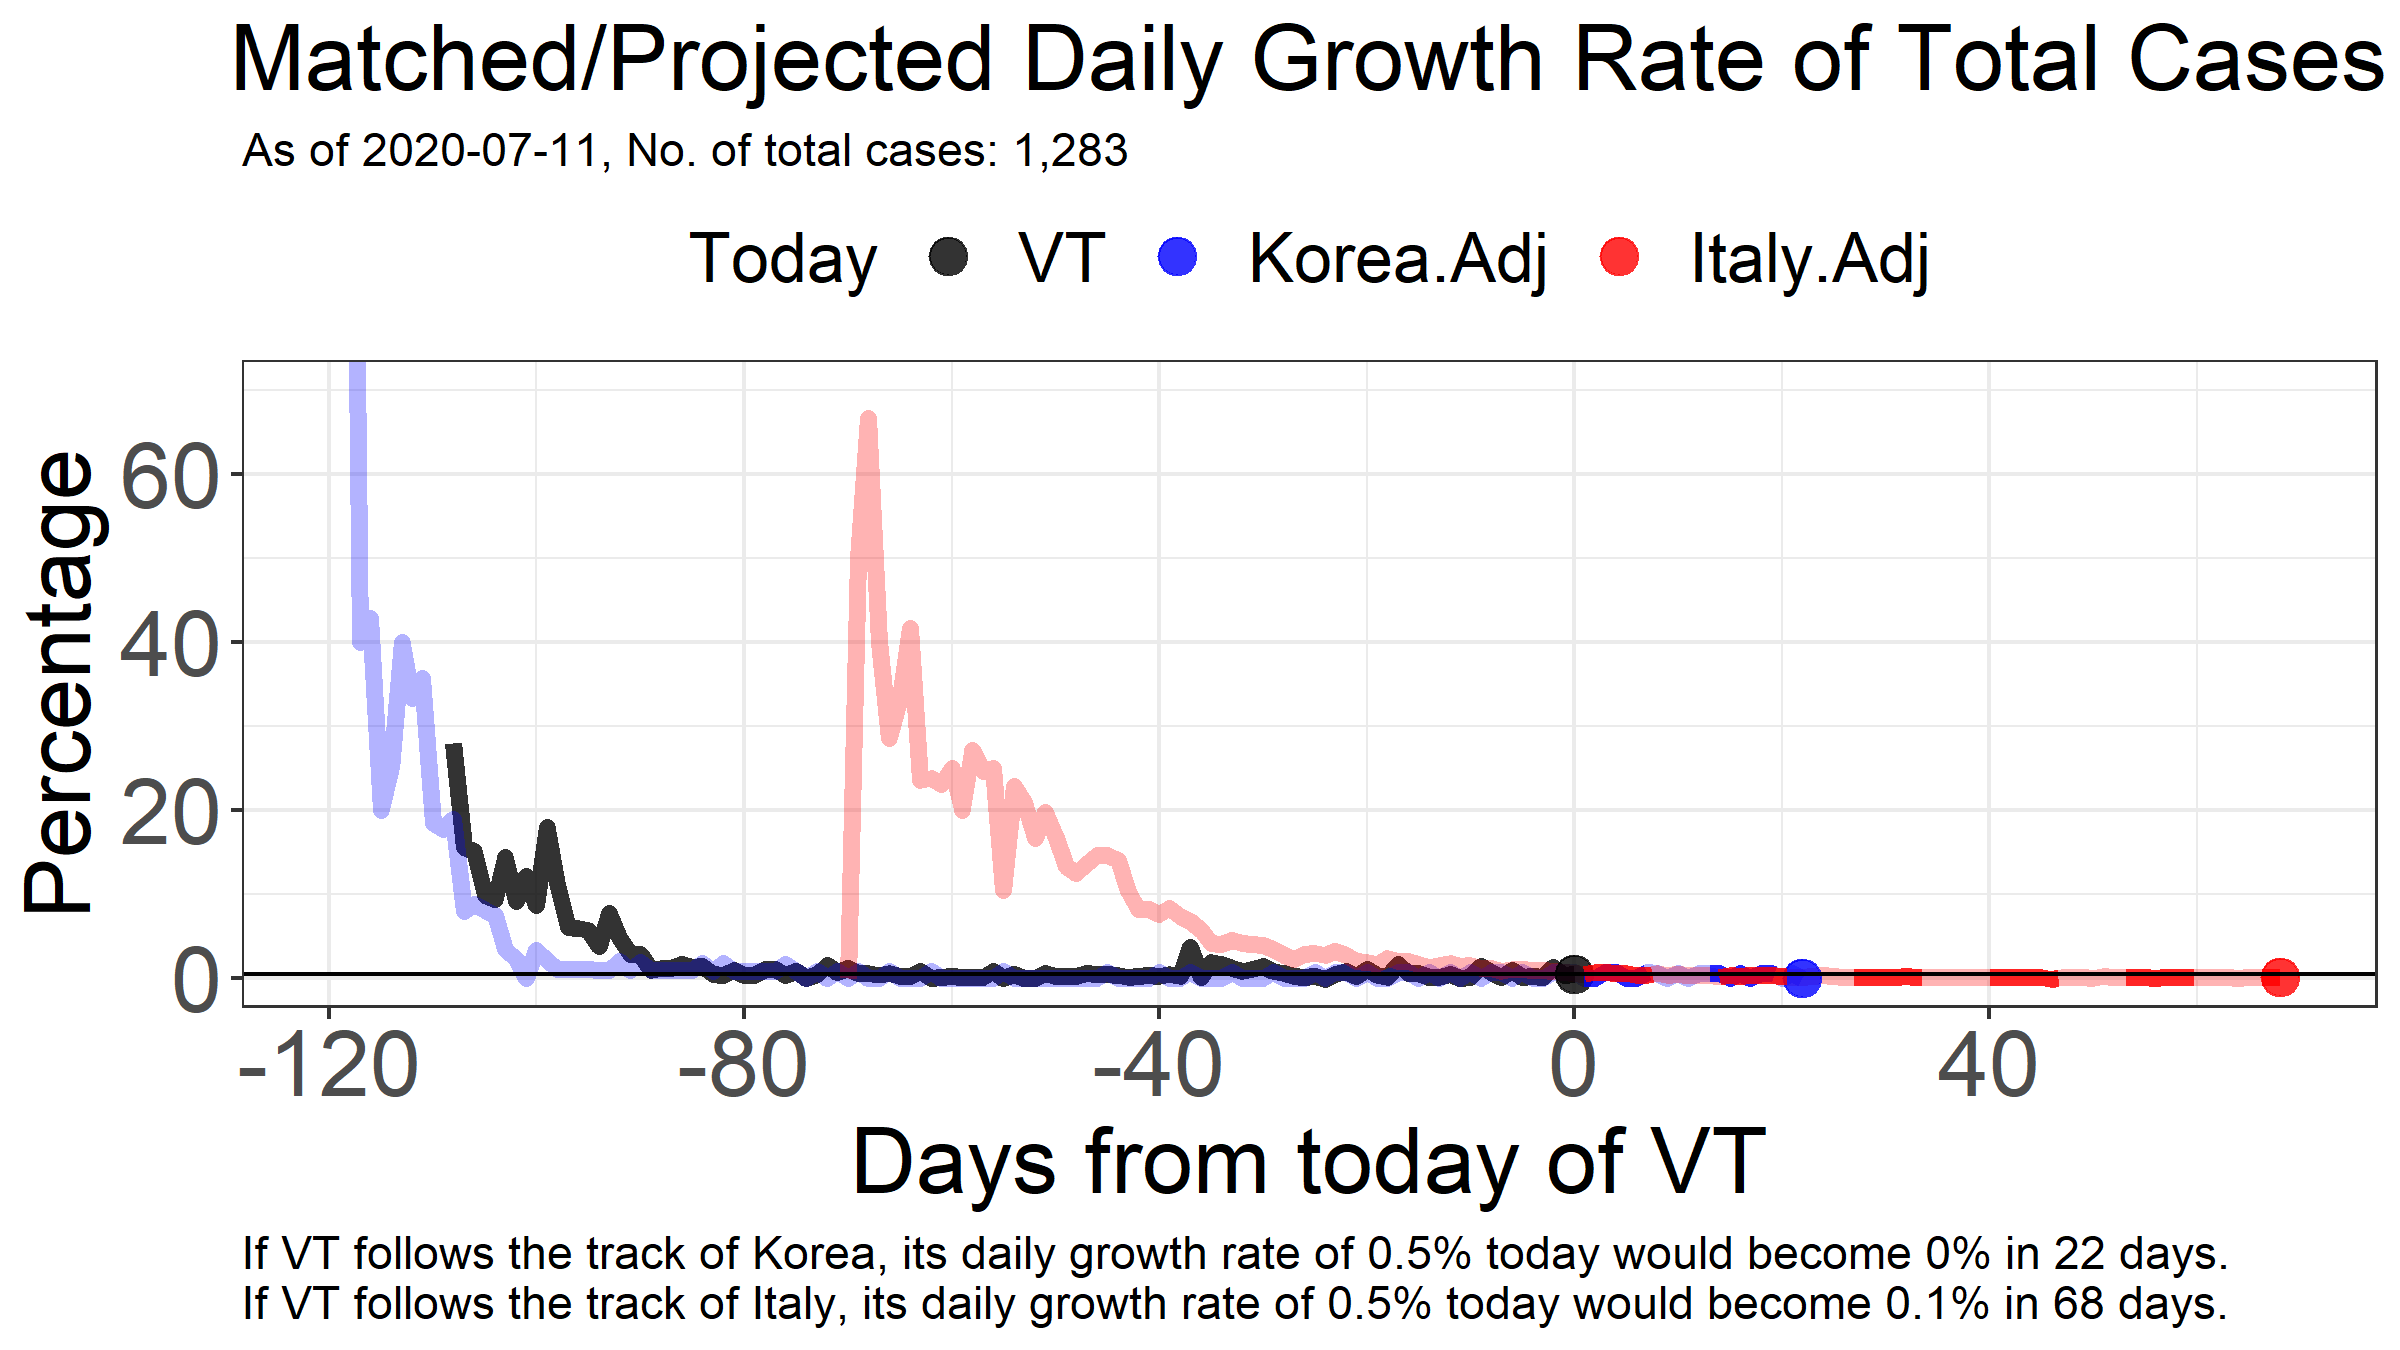 Matched/Projected Daily Growth Rate of Total Cases
As of 2020-07-11, No. of total cases: 1,283
Today VT Korea.Adj Italy.Adj
Percentage
60
40
20
0
-120 -80 -40 0 40
Days from today of VT
If VT follows the track of Korea, its daily growth rate of 0.5% today would become 0% in 22 days.
If VT follows the track of Italy, its daily growth rate of 0.5% today would become 0.1% in 68 days.